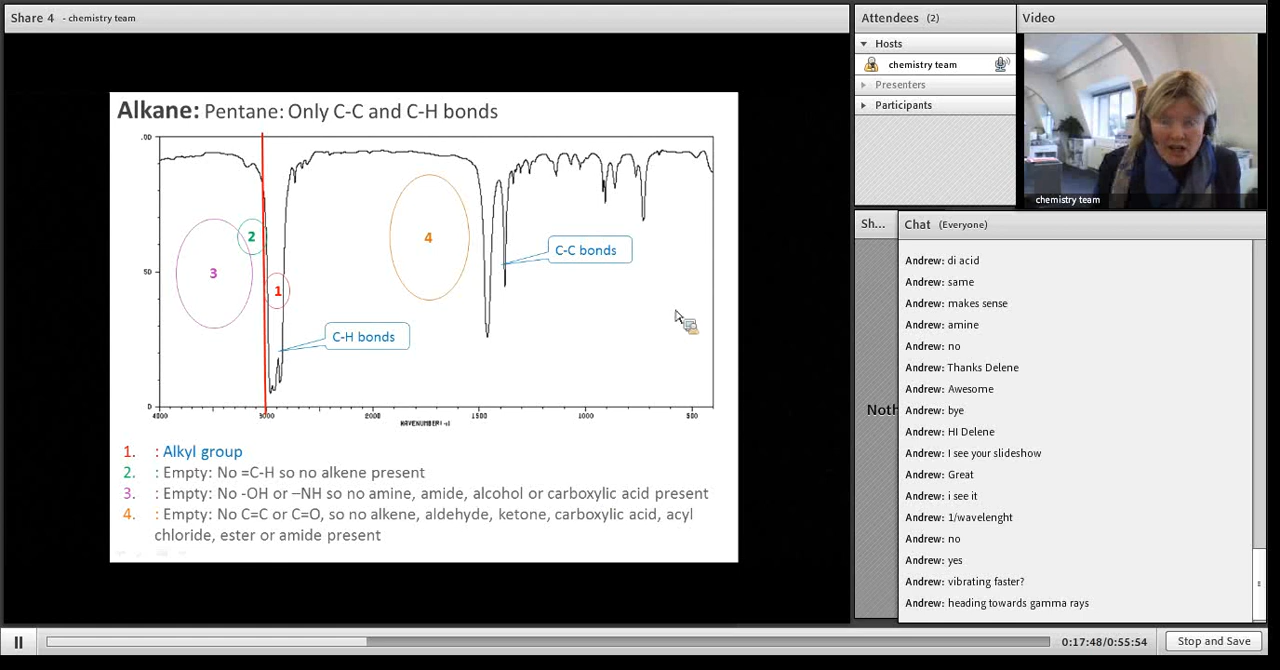 Share 4 - chemistry team
Attendees (2)
Video
Hosts
chemistry team
Presenters
Participants
chemistry team
Alkane: Pentane: Only C-C and C-H bonds
50
0
4000 3000 2000 1500 1000 500
1
2
3
4
C-C bonds
C-H bonds
1. : Alkyl group
2. : Empty: No =C-H so no alkene present
3. : Empty: No -OH or –NH so no amine, amide, alcohol or carboxylic acid present
4. : Empty: No C=C or C=O, so no alkene, aldehyde, ketone, carboxylic acid, acyl
chloride, ester or amide present
Sh...
Noth
Chat (Everyone)
Andrew: di acid
Andrew: same
Andrew: makes sense
Andrew: amine
Andrew: no
Andrew: Thanks Delene
Andrew: Awesome
Andrew: bye
Andrew: HI Delene
Andrew: I see your slideshow
Andrew: Great
Andrew: i see it
Andrew: 1/wavelenght
Andrew: no
Andrew: yes
Andrew: vibrating faster?
Andrew: heading towards gamma rays
0:17:48/0:55:54
Stop and Save